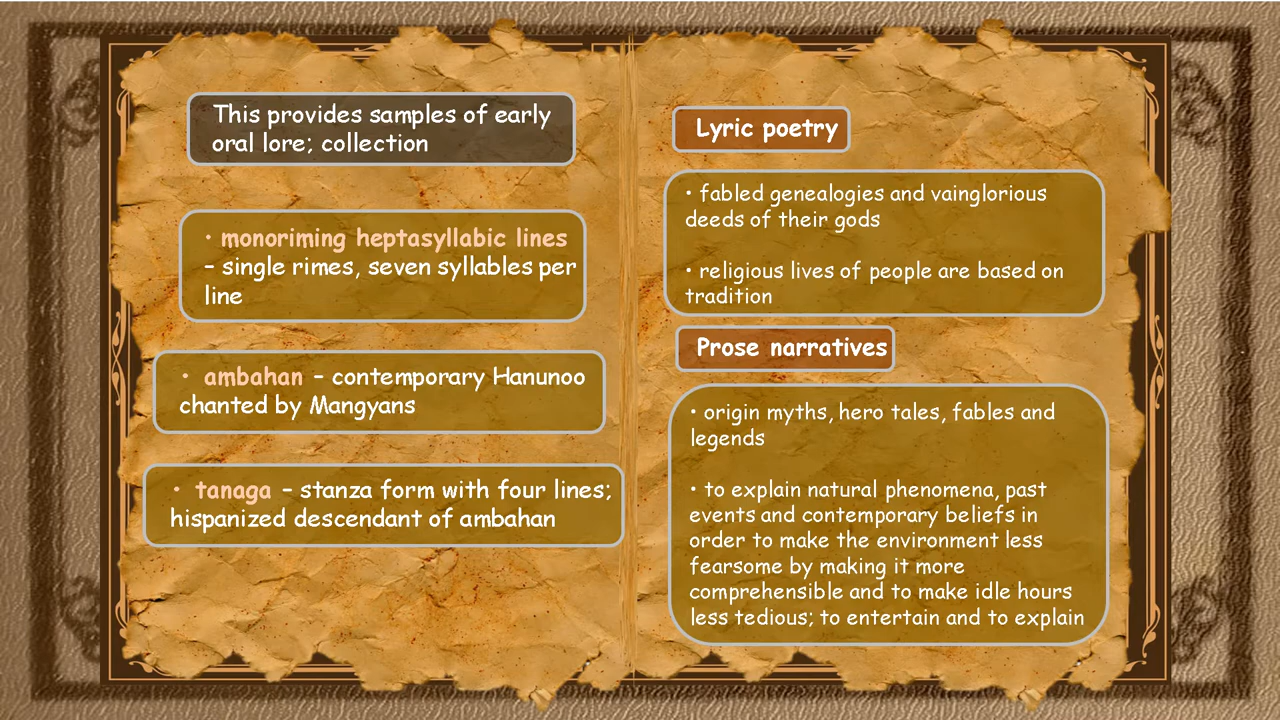 This provides samples of early
oral lore; collection
• monoriming heptasyllabic lines
– single rimes, seven syllables per
line
• ambahan – contemporary Hanunoo
chanted by Mangyans
• tanaga – stanza form with four lines;
hispanized descendant of ambahan
Lyric poetry
• fabled genealogies and vainglorious
deeds of their gods
• religious lives of people are based on
tradition
Prose narratives
• origin myths, hero tales, fables and
legends
• to explain natural phenomena, past
events and contemporary beliefs in
order to make the environment less
fearsome by making it more
comprehensible and to make idle hours
less tedious; to entertain and to explain